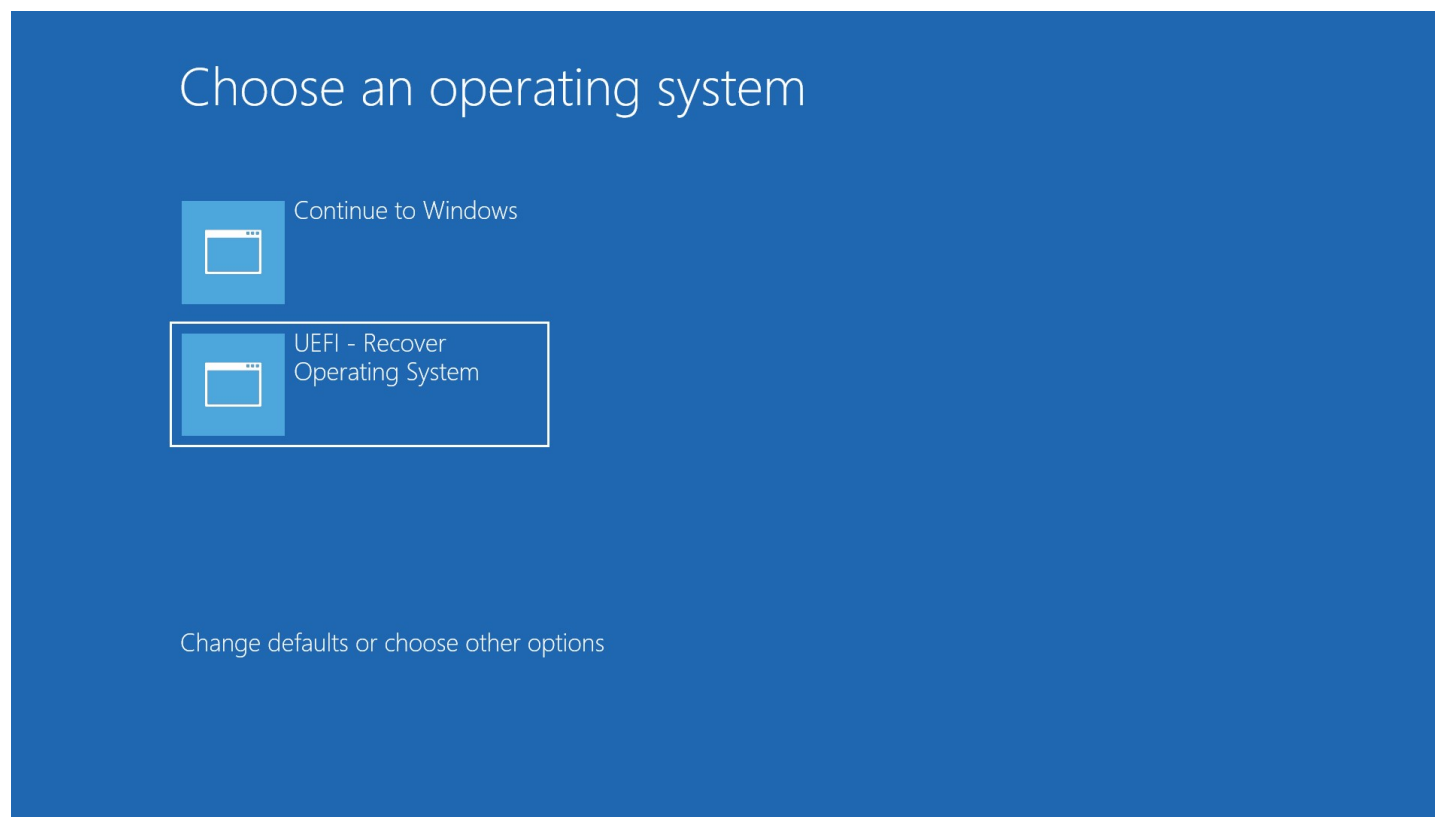 Choose an operating system
Continue to Windows
UEFI - Recover
Operating System
Change defaults or choose other options